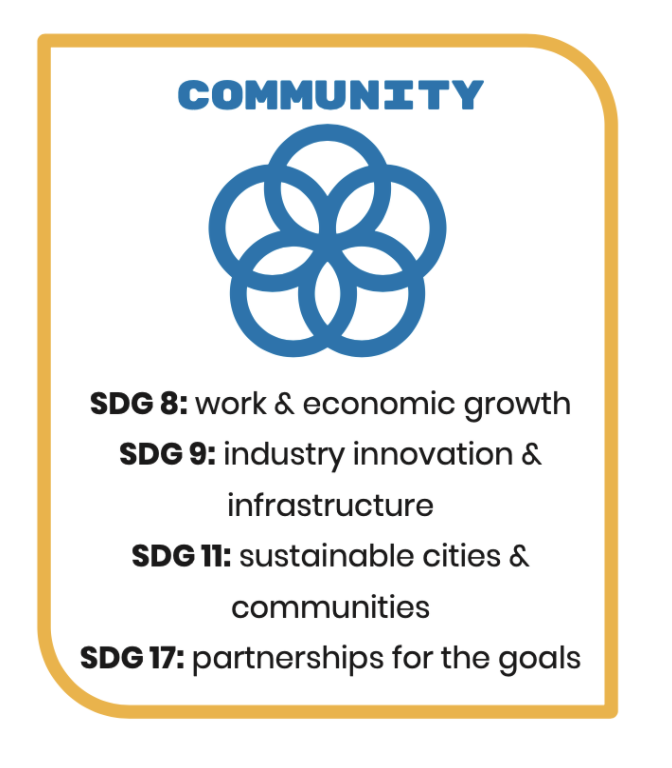 COMMUNITY
SDG 8: work & economic growth
SDG 9: industry innovation &
infrastructure
SDG 11: sustainable cities &
communities
SDG 17: partnerships for the goals